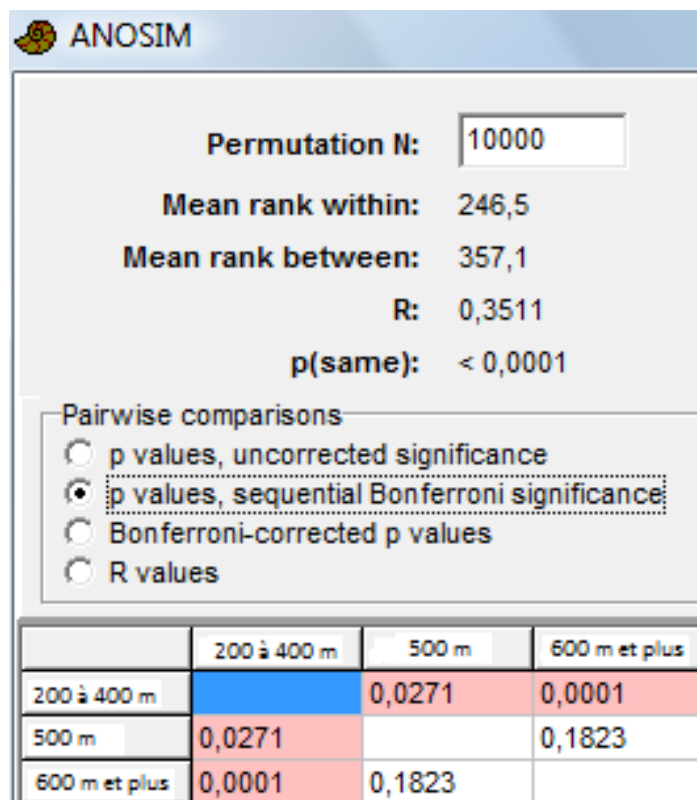 ANOSIM
Permutation N: 10000
Mean rank within: 246,5
Mean rank between: 357,1
R: 0,3511
p(same): < 0,0001
Pairwise comparisons
p values, uncorrected significance
p values, sequential Bonferroni significance
Bonferroni-corrected p values
R values
200 à 400 m 500 m 600 m et plus
200 à 400 m 0,0271 0,0001
500 m 0,0271 0,1823
600 m et plus 0,0001 0,1823